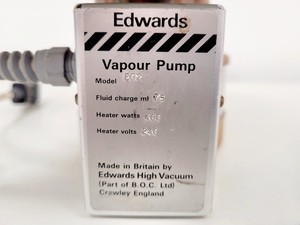 Edwards
Vapour Pump
Model
Fluid charge ml 75
Heater watts
Heater volts
Made in Britain by
Edwards High Vacuum
(Part of B.O.C. Ltd)
Crawley England